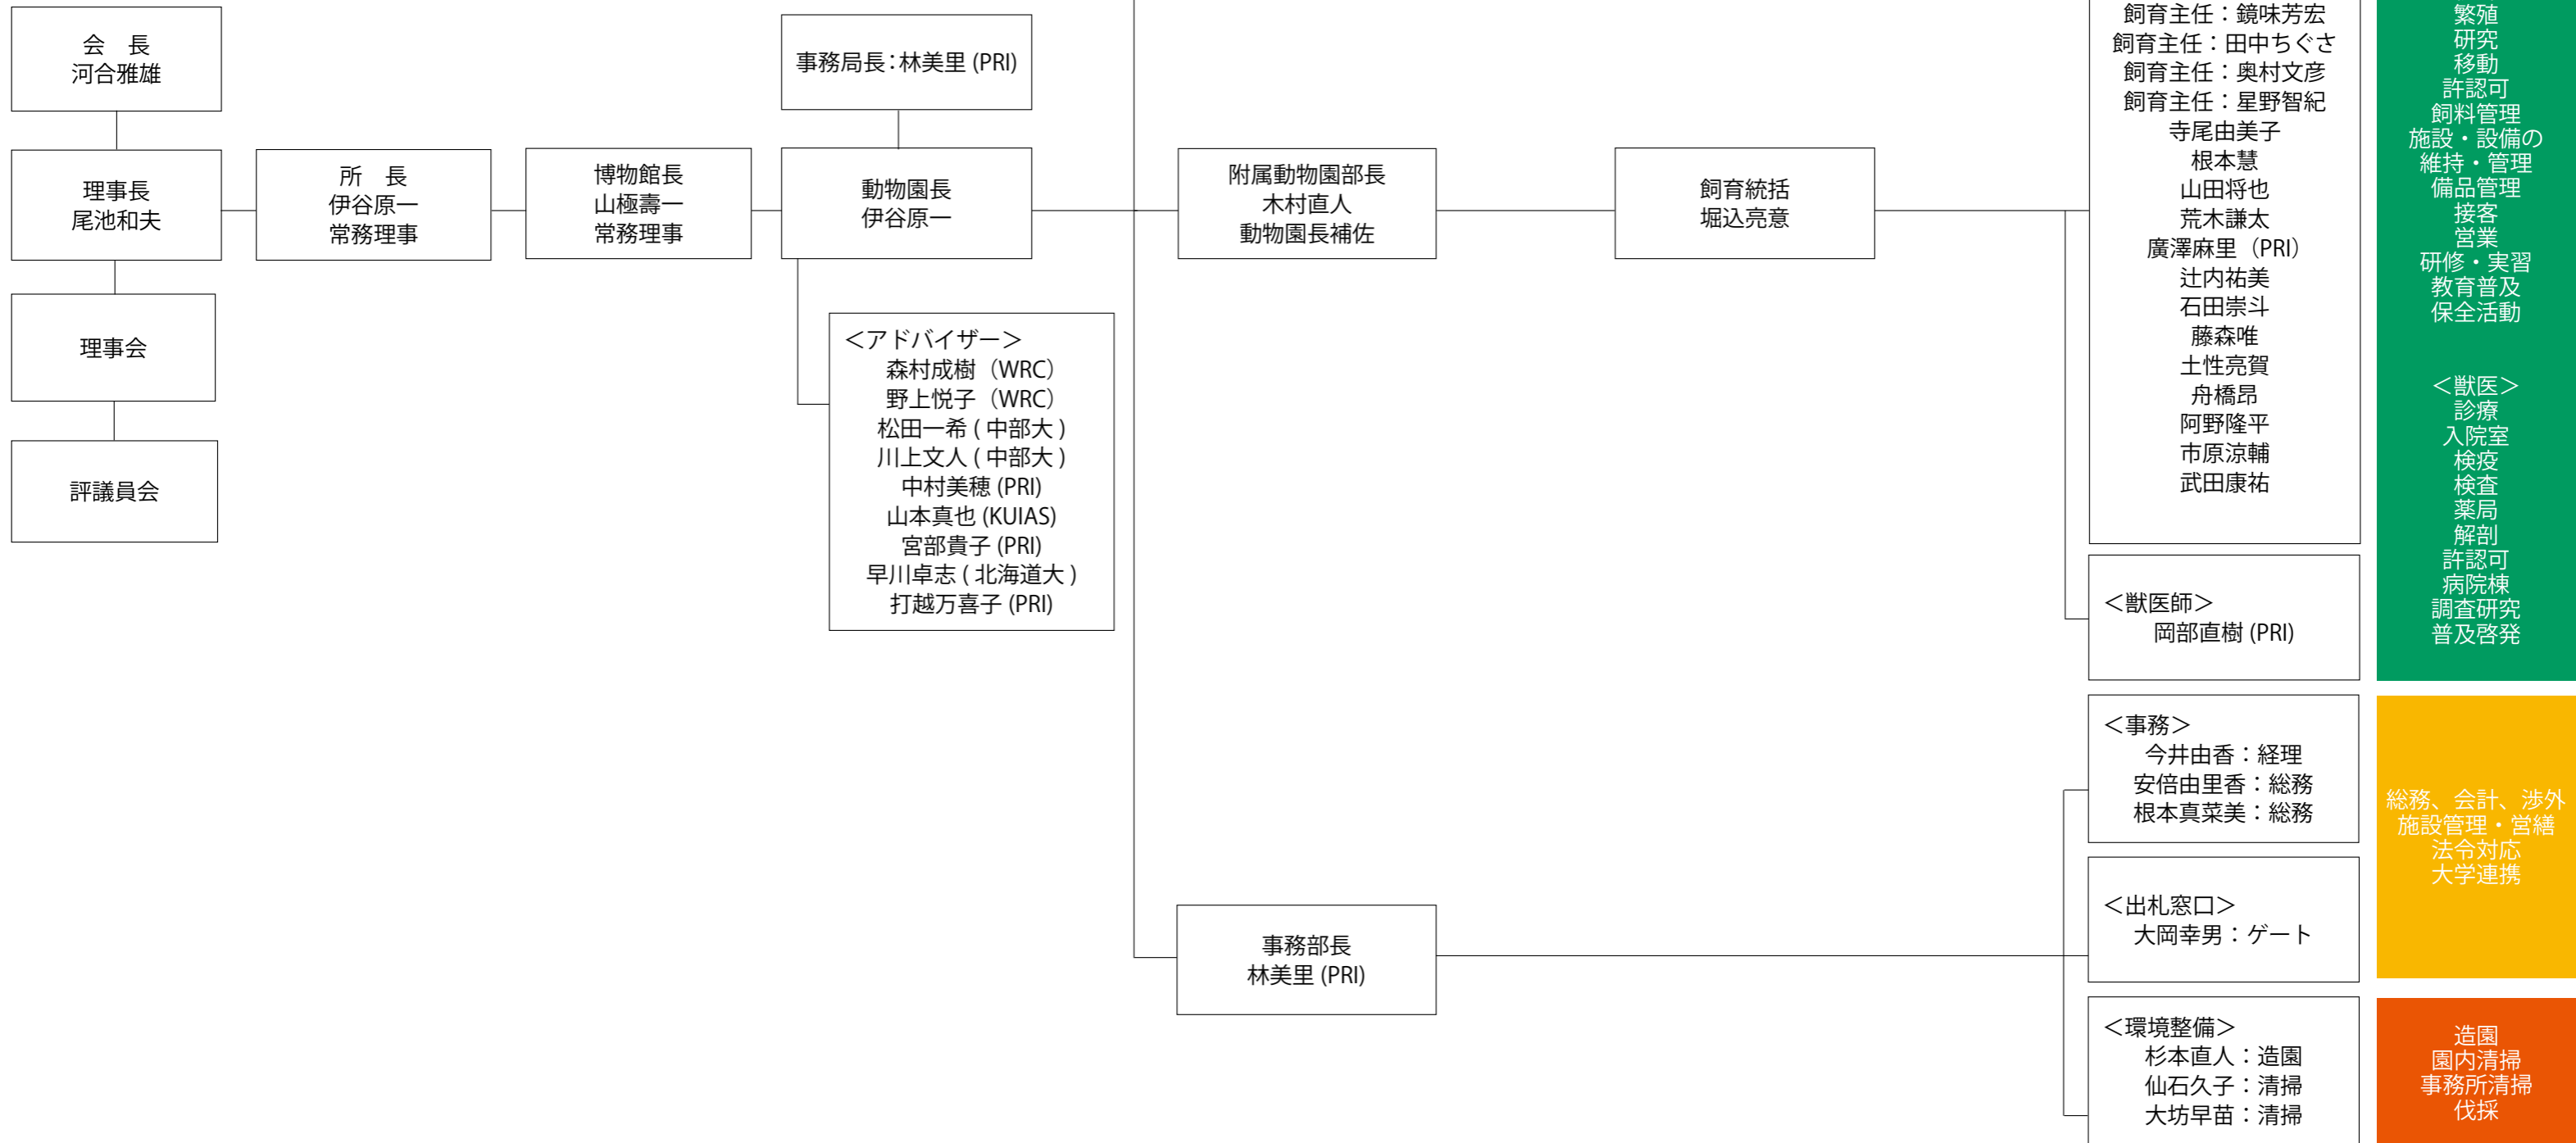 会　長
河合雅雄
理事長
尾池和夫
理事会
評議員会
所　長
伊谷原一
常務理事
博物館長
山極壽一
常務理事
事務局長：林美里 (PRI)
動物園長
伊谷原一
＜アドバイザー＞
森村成樹（WRC）
野上悦子（WRC）
松田一希 ( 中部大 )
川上文人 ( 中部大 )
中村美穂 (PRI)
山本真也 (KUIAS)
宮部貴子 (PRI)
早川卓志 ( 北海道大 )
打越万喜子 (PRI)
附属動物園部長
木村直人
動物園長補佐
飼育統括
堀込亮意
飼育主任：鏡味芳宏
飼育主任：田中ちぐさ
飼育主任：奥村文彦
飼育主任：星野智紀
寺尾由美子
根本慧
山田将也
荒木謙太
廣澤麻里（PRI）
辻内祐美
石田崇斗
藤森唯
土性亮賀
舟橋昂
阿野隆平
市原涼輔
武田康祐
＜獣医師＞
岡部直樹 (PRI)
事務部長
林美里 (PRI)
＜事務＞
今井由香：経理
安倍由里香：総務
根本真菜美：総務
＜出札窓口＞
大岡幸男：ゲート
＜環境整備＞
杉本直人：造園
仙石久子：清掃
大坊早苗：清掃
繁殖
研究
移動
許認可
飼料管理
施設・設備の
維持・管理
備品管理
接客
営業
研修・実習
教育普及
保全活動
＜獣医＞
診療
入院室
検疫
検査
薬局
解剖
許認可
病院棟
調査研究
普及啓発
総務、会計、渉外
施設管理・営繕
法令対応
大学連携
造園
園内清掃
事務所清掃
伐採